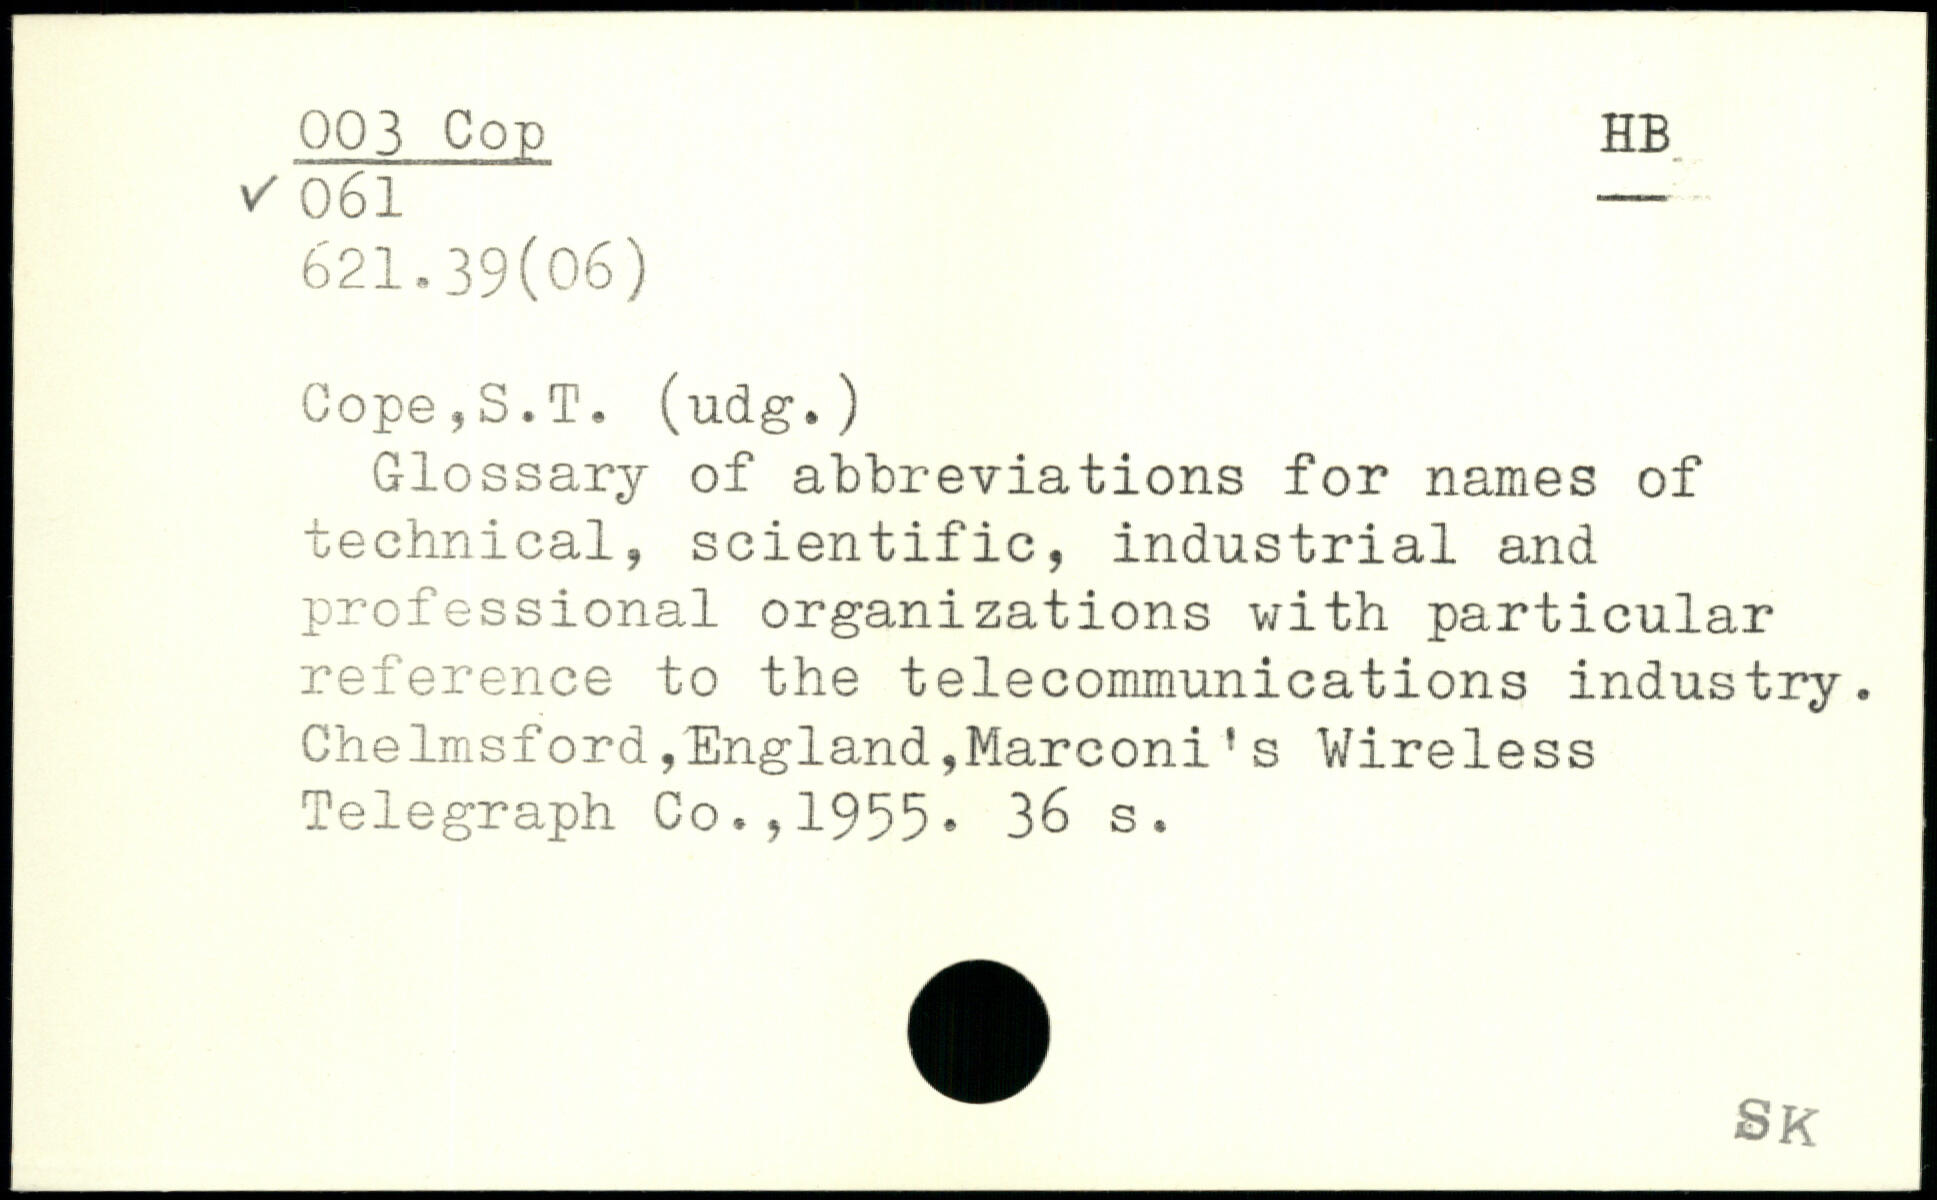 003 Cop
HB
✓ 061
621.39(06)
Cope,S.T. (udg.)
Glossary of abbreviations for names of
technical, scientific, industrial and
professional organizations with particular
reference to the telecommunications industry.
Chelmsford,England,Marconi's Wireless
Telegraph Co.,1955. 36 s.
SK